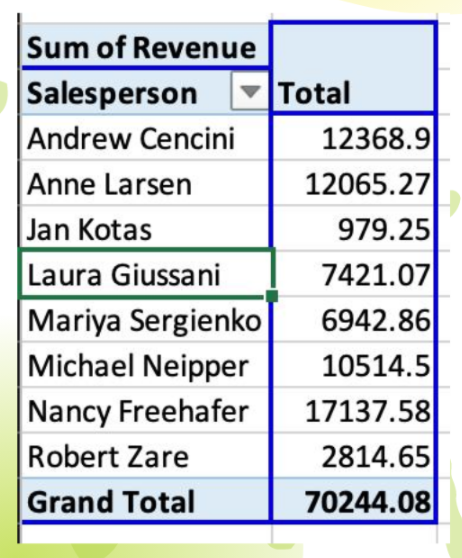 Sum of Revenue
Salesperson Total
Andrew Cencini 12368.9
Anne Larsen 12065.27
Jan Kotas 979.25
Laura Giussani 7421.07
Mariya Sergienko 6942.86
Michael Neipper 10514.5
Nancy Freehafer 17137.58
Robert Zare 2814.65
Grand Total 70244.08